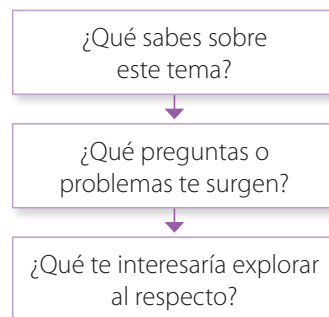 ¿Qué sabes sobre
este tema?
¿Qué preguntas o
problemas te surgen?
¿Qué te interesaría explorar
al respecto?